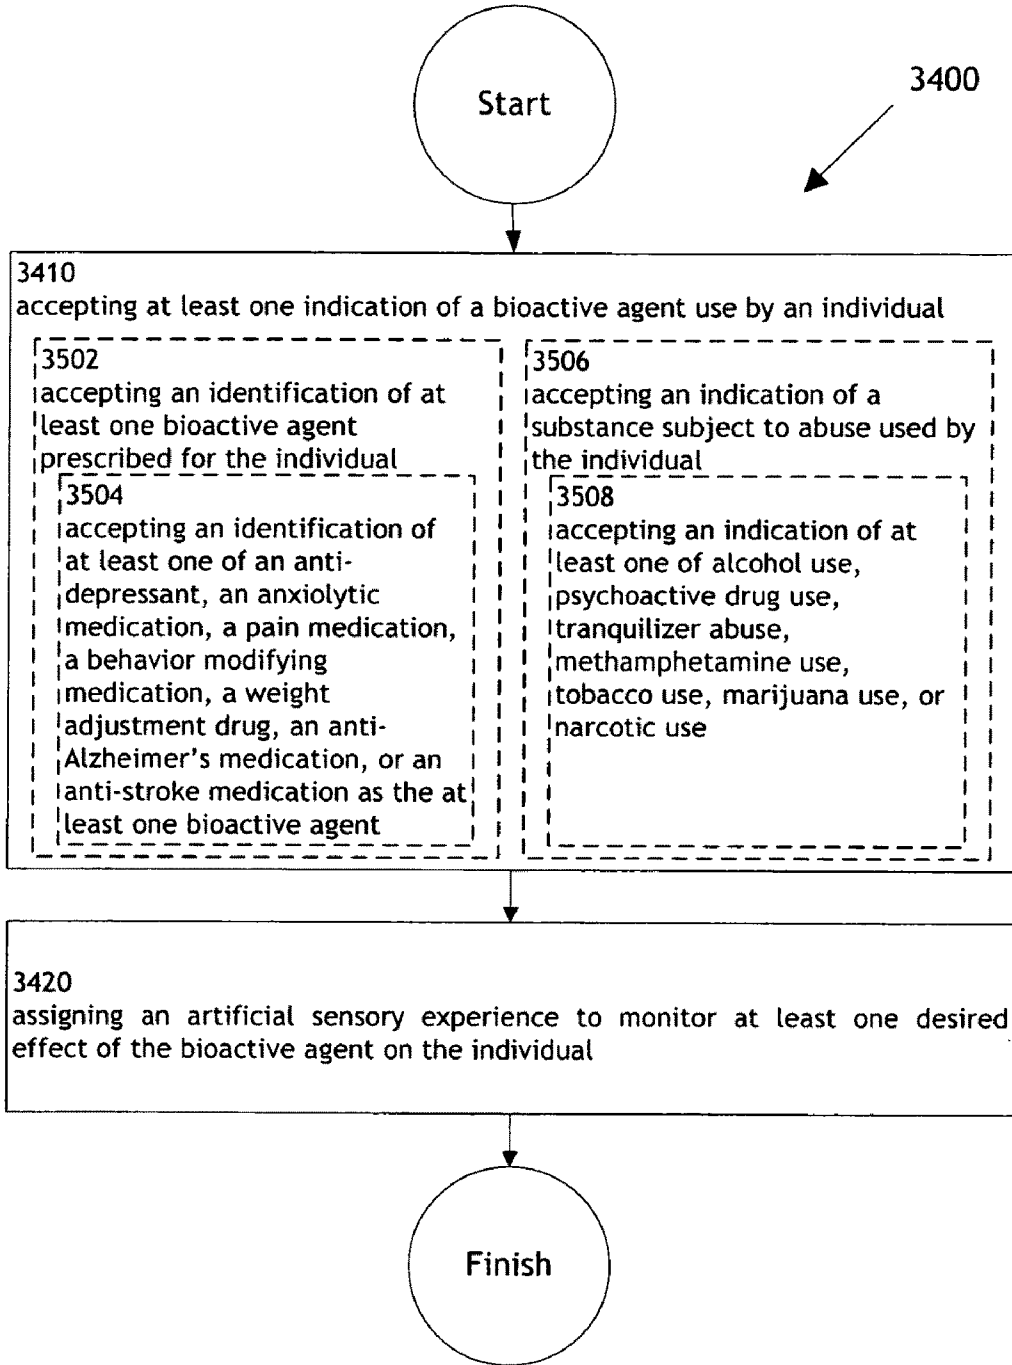 Start
3400
3410
accepting at least one indication of a bioactive agent use by an individual
3502
accepting an identification of at
least one bioactive agent
prescribed for the individual
3504
accepting an identification of
at least one of an anti-
depressant, an anxiolytic
medication, a pain medication,
a behavior modifying
medication, a weight
adjustment drug, an anti-
Alzheimer's medication, or an
anti-stroke medication as the at
least one bioactive agent
3506
accepting an indication of a
substance subject to abuse used by
the individual
3508
accepting an indication of at
least one of alcohol use,
psychoactive drug use,
tranquilizer abuse,
methamphetamine use,
tobacco use, marijuana use, or
narcotic use
3420
assigning an artificial sensory experience to monitor at least one desired
effect of the bioactive agent on the individual
Finish